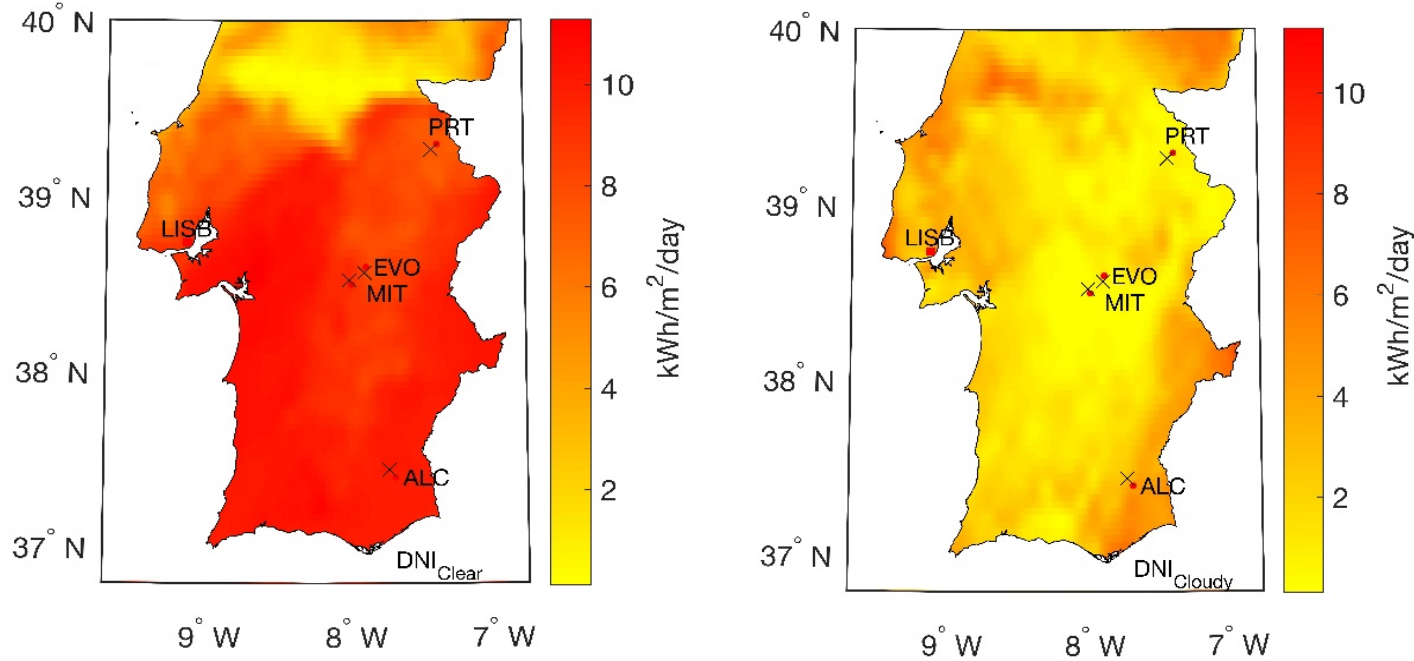 40° N
39° N
38° N
37° N
9° W
8° W
7° W
PRT
LISB
EVO
MIT
ALC
DNI_Clear
10
8
6
4
2
kWh/m²/day
40° N
39° N
38° N
37° N
9° W
8° W
7° W
PRT
LISB
EVO
MIT
ALC
DNI_Cloudy
10
8
6
4
2
kWh/m²/day